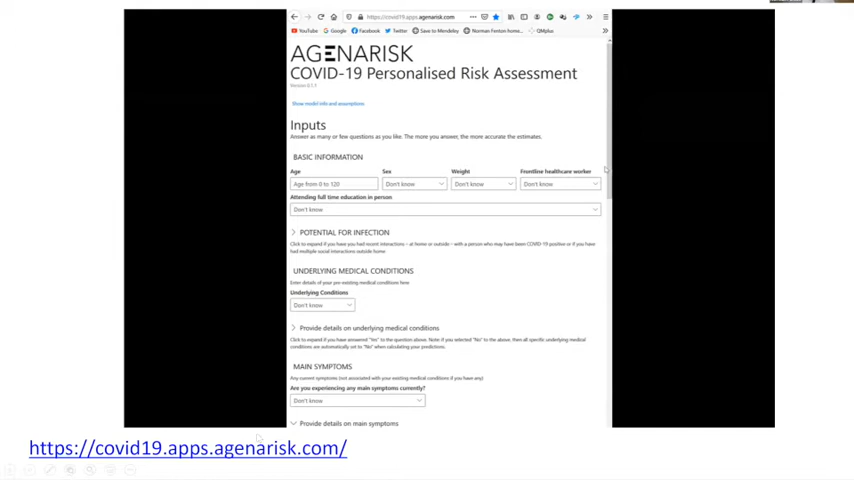 https://covid19.apps.agenarisk.com
YouTube Google Facebook Twitter Save to Mendeley Norman Fenton home... QMplus
AGENARISK
COVID-19 Personalised Risk Assessment
Version 0.1.1
Show model info and assumptions
Inputs
Answer as many or few questions as you like. The more you answer, the more accurate the estimates.
BASIC INFORMATION
Age Sex Weight Frontline healthcare worker
Age from 0 to 120 Don't know Don't know Don't know
Attending full time education in person
Don't know
POTENTIAL FOR INFECTION
Click to expand if you have you had recent interactions – at home or outside – with a person who may have been COVID-19 positive or if you have
had multiple social interactions outside home
UNDERLYING MEDICAL CONDITIONS
Enter details of your pre-existing medical conditions here
Underlying Conditions
Don't know
Provide details on underlying medical conditions
Click to expand if you have answered "Yes" to the question above. Note: if you selected "No" to the above, then all specific underlying medical
conditions are automatically set to "No" when calculating your predictions.
MAIN SYMPTOMS
Any current symptoms (not associated with your existing medical conditions if you have any)
Are you experiencing any main symptoms currently?
Don't know
Provide details on main symptoms
https://covid19.apps.agenarisk.com/